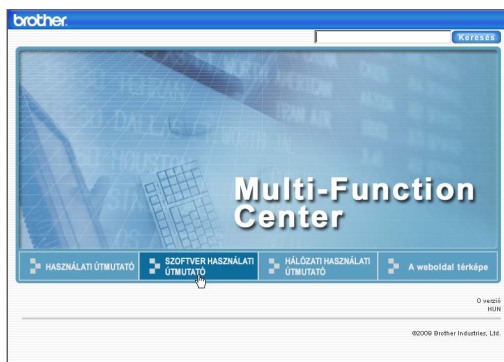 brother
Keresés
Multi-Function
Center
HASZNÁLATI ÚTMUTATÓ
SZOFTVER HASZNÁLATI
ÚTMUTATÓ
HÁLÓZATI HASZNÁLATI
ÚTMUTATÓ
A weboldal térképe
0 verzió
HUN
©2009 Brother Industries, Ltd.